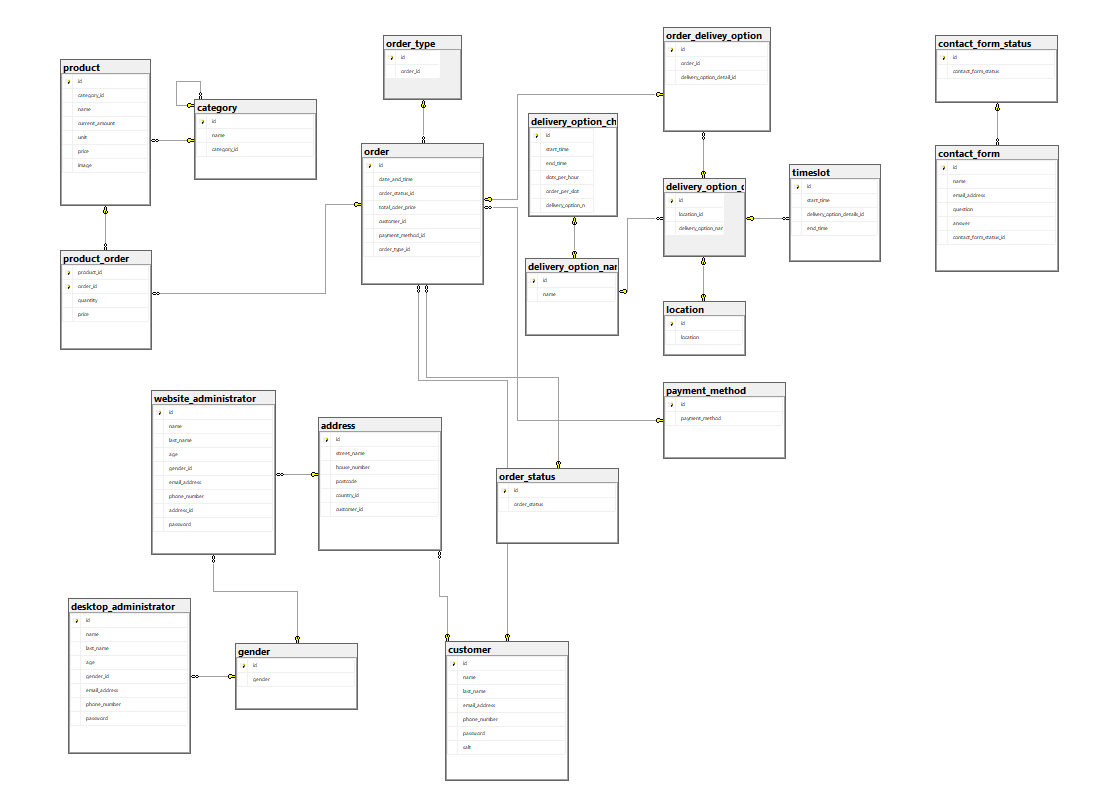 product
id
category_id
name
current_amount
unit
price
image
category
id
name
category_id
order_type
id
order_id
order_delivey_option
id
order_id
delivery_option_detail_id
contact_form_status
id
contact_form_status
delivery_option_ch
id
start_time
end_time
slots_per_hour
order_per_slot
delivery_option_n
order
id
date_and_time
order_status_id
total_oder_price
customer_id
payment_method_id
order_type_id
contact_form
id
name
email_address
question
answer
contact_form_status_id
timeslot
id
start_time
delivery_option_details_id
end_time
delivery_option_d
id
location_id
delivery_option_nar
product_order
product_id
order_id
quantity
price
delivery_option_nar
id
name
location
id
location
payment_method
id
payment_method
website_administrator
id
name
last_name
age
gender_id
email_address
phone_number
address_id
password
address
id
street_name
house_number
postcode
country_id
customer_id
order_status
id
order_status
desktop_administrator
id
name
last_name
age
gender_id
email_address
phone_number
password
gender
id
gender
customer
id
name
last_name
email_address
phone_number
password
salt